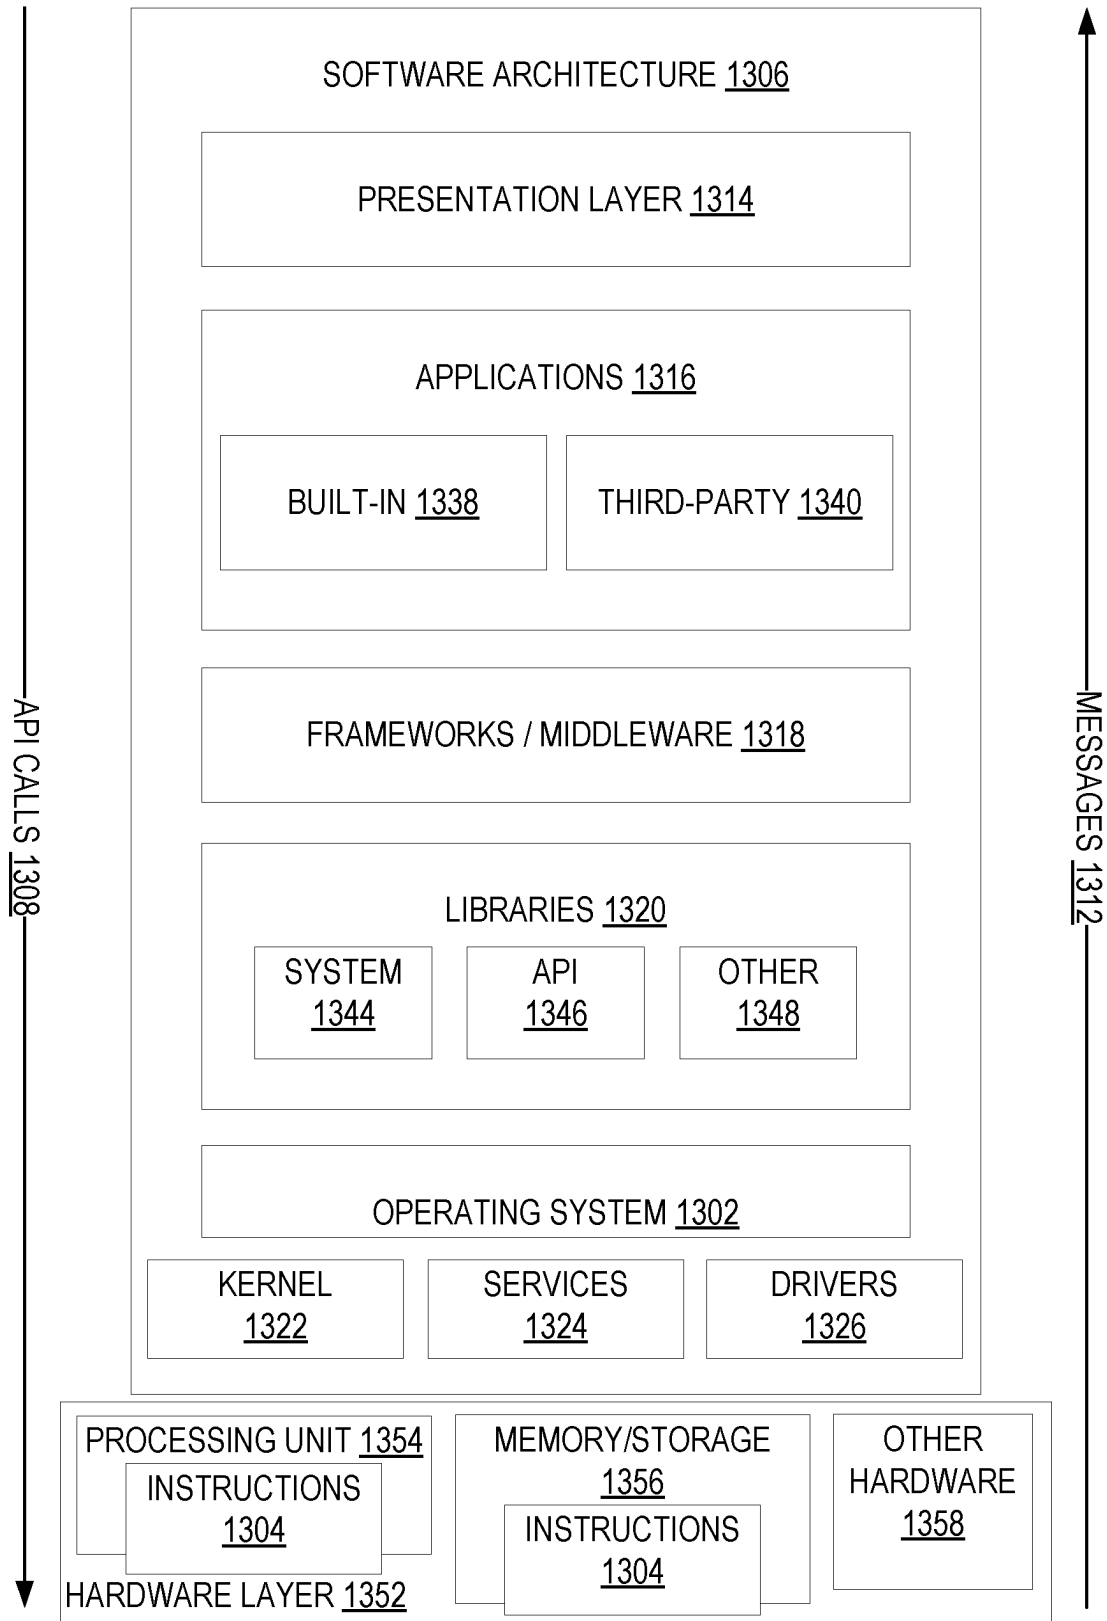 SOFTWARE ARCHITECTURE 1306
PRESENTATION LAYER 1314
APPLICATIONS 1316
BUILT-IN 1338
THIRD-PARTY 1340
FRAMEWORKS / MIDDLEWARE 1318
API CALLS 1308
MESSAGES 1312
LIBRARIES 1320
SYSTEM
1344
API
1346
OTHER
1348
OPERATING SYSTEM 1302
KERNEL
1322
SERVICES
1324
DRIVERS
1326
PROCESSING UNIT 1354
INSTRUCTIONS
1304
MEMORY/STORAGE
1356
INSTRUCTIONS
1304
OTHER
HARDWARE
1358
HARDWARE LAYER 1352